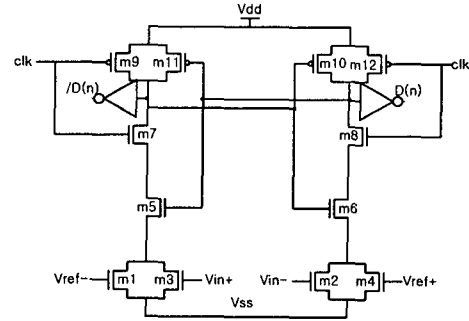 Vdd
clk
m9
m11
m10
m12
clk
/D(n)
D(n)
m7
m8
m5
m6
Vref-
m1
m3
Vin+
Vin-
m2
m4
Vref+
Vss